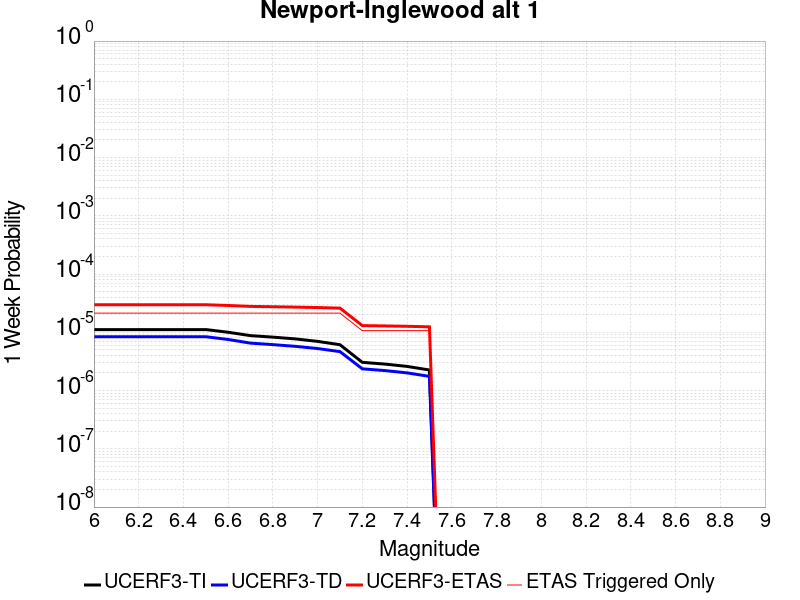 Newport-Inglewood alt 1
10^0
10^-1
10^-2
10^-3
10^-4
10^-5
10^-6
10^-7
10^-8
1 Week Probability
6 6.2 6.4 6.6 6.8 7 7.2 7.4 7.6 7.8 8 8.2 8.4 8.6 8.8 9
Magnitude
UCERF3-TI UCERF3-TD UCERF3-ETAS ETAS Triggered Only